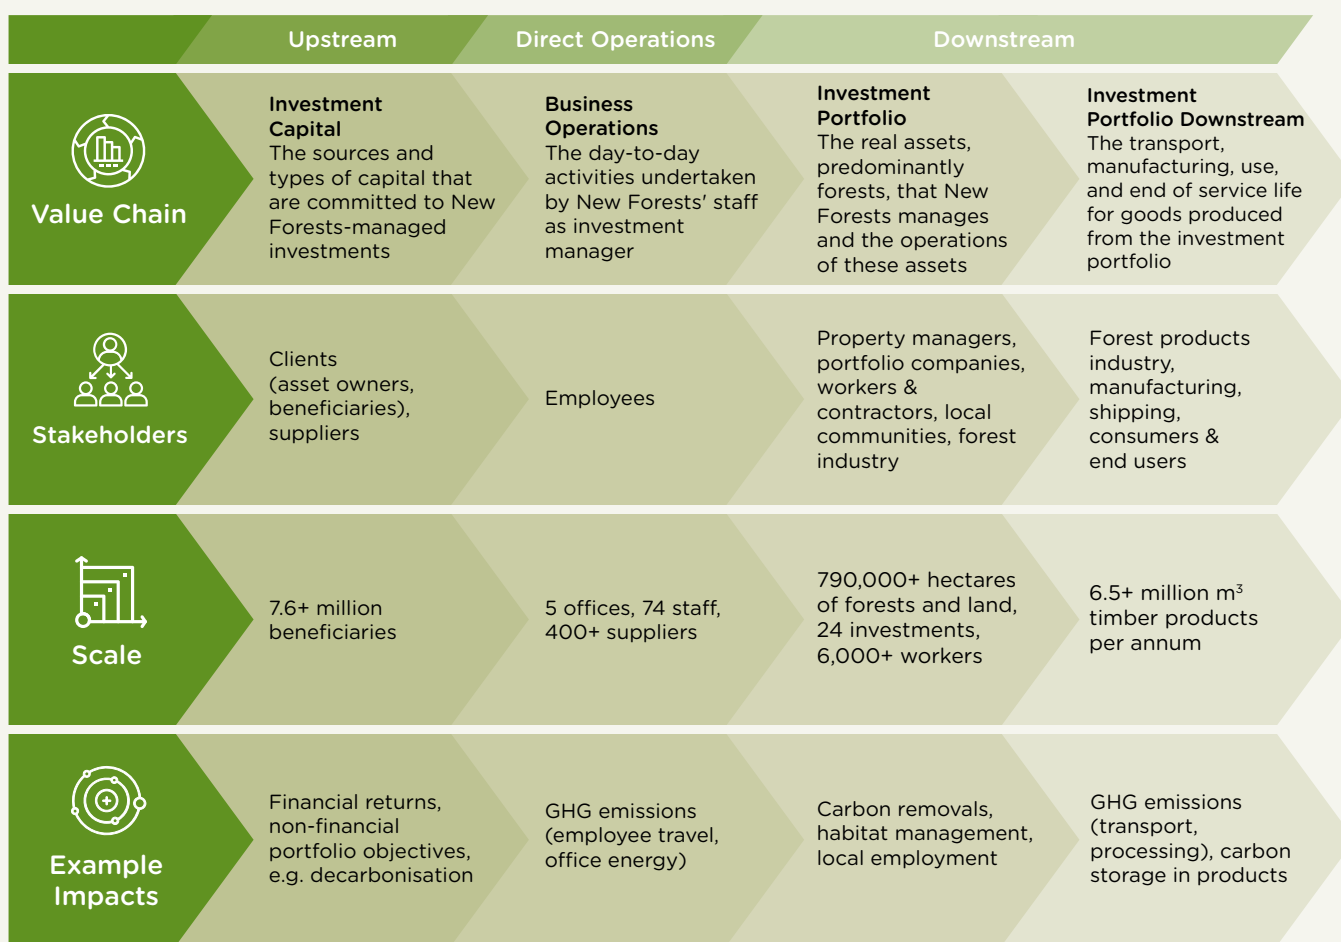 Upstream
Direct Operations
Downstream
Value Chain
Investment
Capital
The sources and
types of capital that
are committed to New
Forests-managed
investments
Business
Operations
The day-to-day
activities undertaken
by New Forests' staff
as investment
manager
Investment
Portfolio
The real assets,
predominantly
forests, that New
Forests manages
and the operations
of these assets
Investment
Portfolio Downstream
The transport,
manufacturing, use,
and end of service life
for goods produced
from the investment
portfolio
Stakeholders
Clients
(asset owners,
beneficiaries),
suppliers
Employees
Property managers,
portfolio companies,
workers &
contractors, local
communities, forest
industry
Forest products
industry,
manufacturing,
shipping,
consumers &
end users
Scale
7.6+ million
beneficiaries
5 offices, 74 staff,
400+ suppliers
790,000+ hectares
of forests and land,
24 investments,
6,000+ workers
6.5+ million m³
timber products
per annum
Example
Impacts
Financial returns,
non-financial
portfolio objectives,
e.g. decarbonisation
GHG emissions
(employee travel,
office energy)
Carbon removals,
habitat management,
local employment
GHG emissions
(transport,
processing), carbon
storage in products